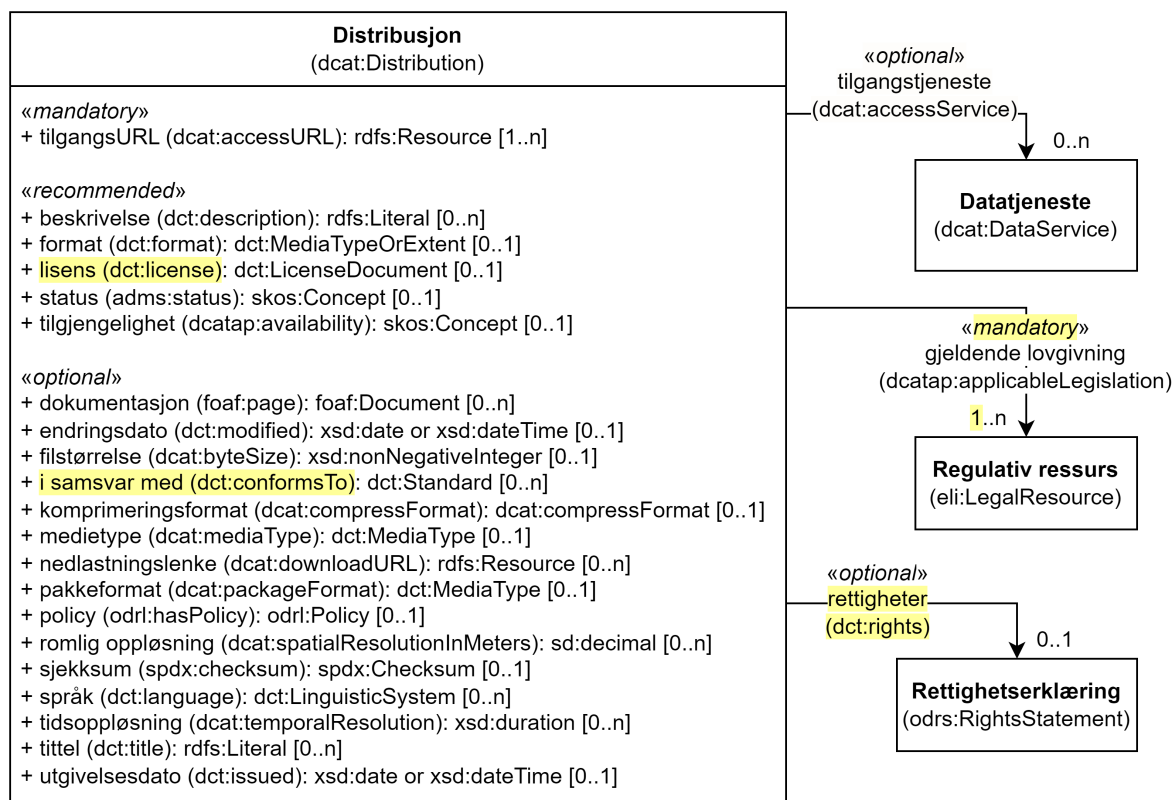 Distribusjon
(dcat:Distribution)
«mandatory»
+ tilgangsURL (dcat:accessURL): rdfs:Resource [1..n]
«recommended»
+ beskrivelse (dct:description): rdfs:Literal [0..n]
+ format (dct:format): dct:MediaTypeOrExtent [0..1]
+ lisens (dct:license): dct:LicenseDocument [0..1]
+ status (adms:status): skos:Concept [0..1]
+ tilgjengelighet (dcatap:availability): skos:Concept [0..1]
«optional»
+ dokumentasjon (foaf:page): foaf:Document [0..n]
+ endringsdato (dct:modified): xsd:date or xsd:dateTime [0..1]
+ filstørrelse (dcat:byteSize): xsd:nonNegativeInteger [0..1]
+ i samsvar med (dct:conformsTo): dct:Standard [0..n]
+ komprimeringsformat (dcat:compressFormat): dcat:compressFormat [0..1]
+ medietype (dcat:mediaType): dct:MediaType [0..1]
+ nedlastningslenke (dcat:downloadURL): rdfs:Resource [0..n]
+ pakkeformat (dcat:packageFormat): dct:MediaType [0..1]
+ policy (odrl:hasPolicy): odrl:Policy [0..1]
+ romlig oppløsning (dcat:spatialResolutionInMeters): sd:decimal [0..n]
+ sjekksum (spdx:checksum): spdx:Checksum [0..1]
+ språk (dct:language): dct:LinguisticSystem [0..n]
+ tidsoppløsning (dcat:temporalResolution): xsd:duration [0..n]
+ tittel (dct:title): rdfs:Literal [0..n]
+ utgivelsesdato (dct:issued): xsd:date or xsd:dateTime [0..1]
«optional»
tilgangstjeneste
(dcat:accessService)
0..n
Datatjeneste
(dcat:DataService)
«mandatory»
gjeldende lovgivning
(dcatap:applicableLegislation)
1..n
Regulativ ressurs
(eli:LegalResource)
«optional»
rettigheter
(dct:rights)
0..1
Rettighetserklæring
(odrs:RightsStatement)